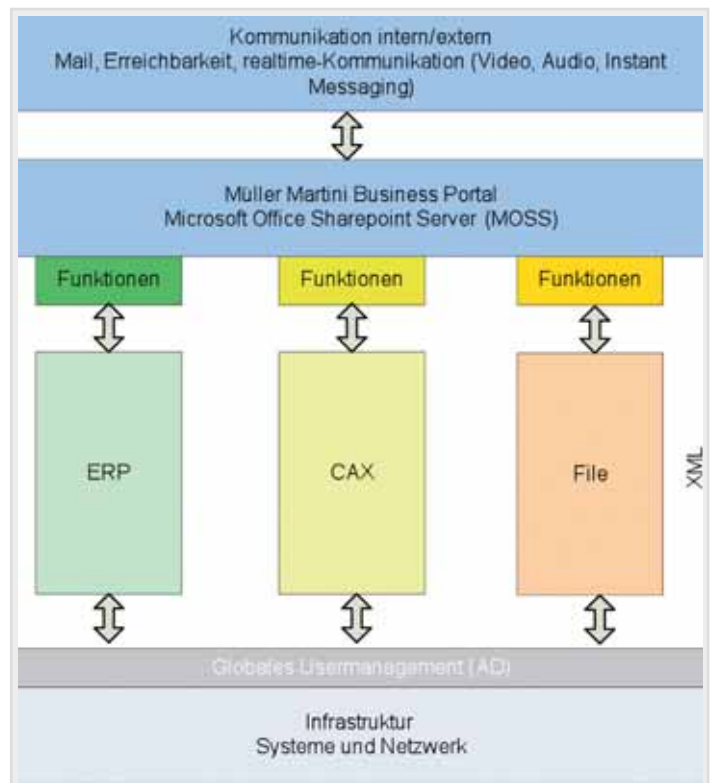 Kommunikation intern/extern
Mail, Erreichbarkeit, realtime-Kommunikation (Video, Audio, Instant
Messaging)
Müller Martini Business Portal
Microsoft Office Sharepoint Server (MOSS)
Funktionen
Funktionen
Funktionen
ERP
CAX
File
XML
Globales Usermanagement (AD)
Infrastruktur
Systeme und Netzwerk